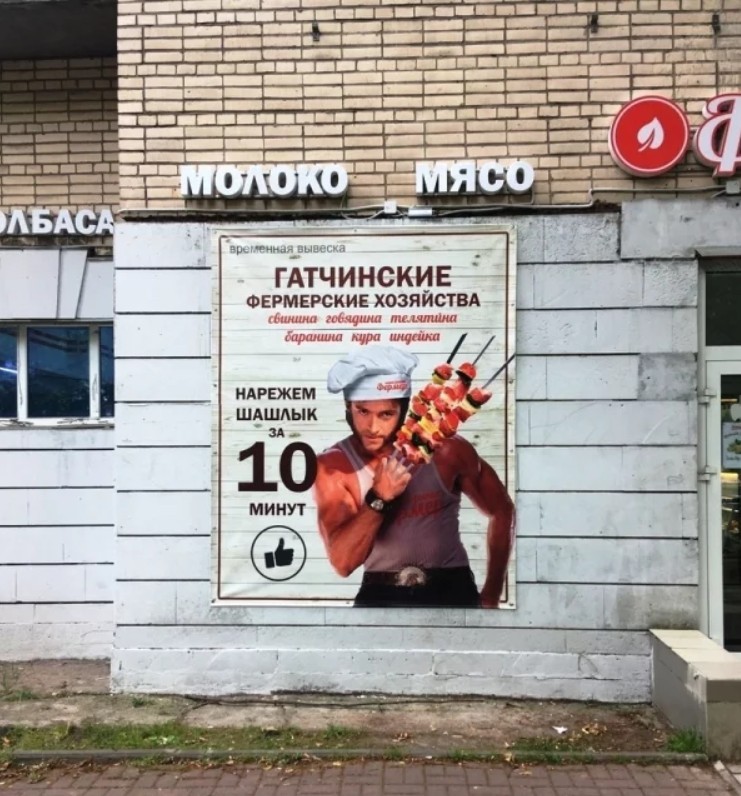 МОЛОКО МЯСО
ОЛБАСА
временная вывеска
ГАТЧИНСКИЕ
ФЕРМЕРСКИЕ ХОЗЯЙСТВА
свинина говядина телятина
баранина кура индейка
Фермер
НАРЕЖЕМ
ШАШЛЫК
ЗА
10
МИНУТ